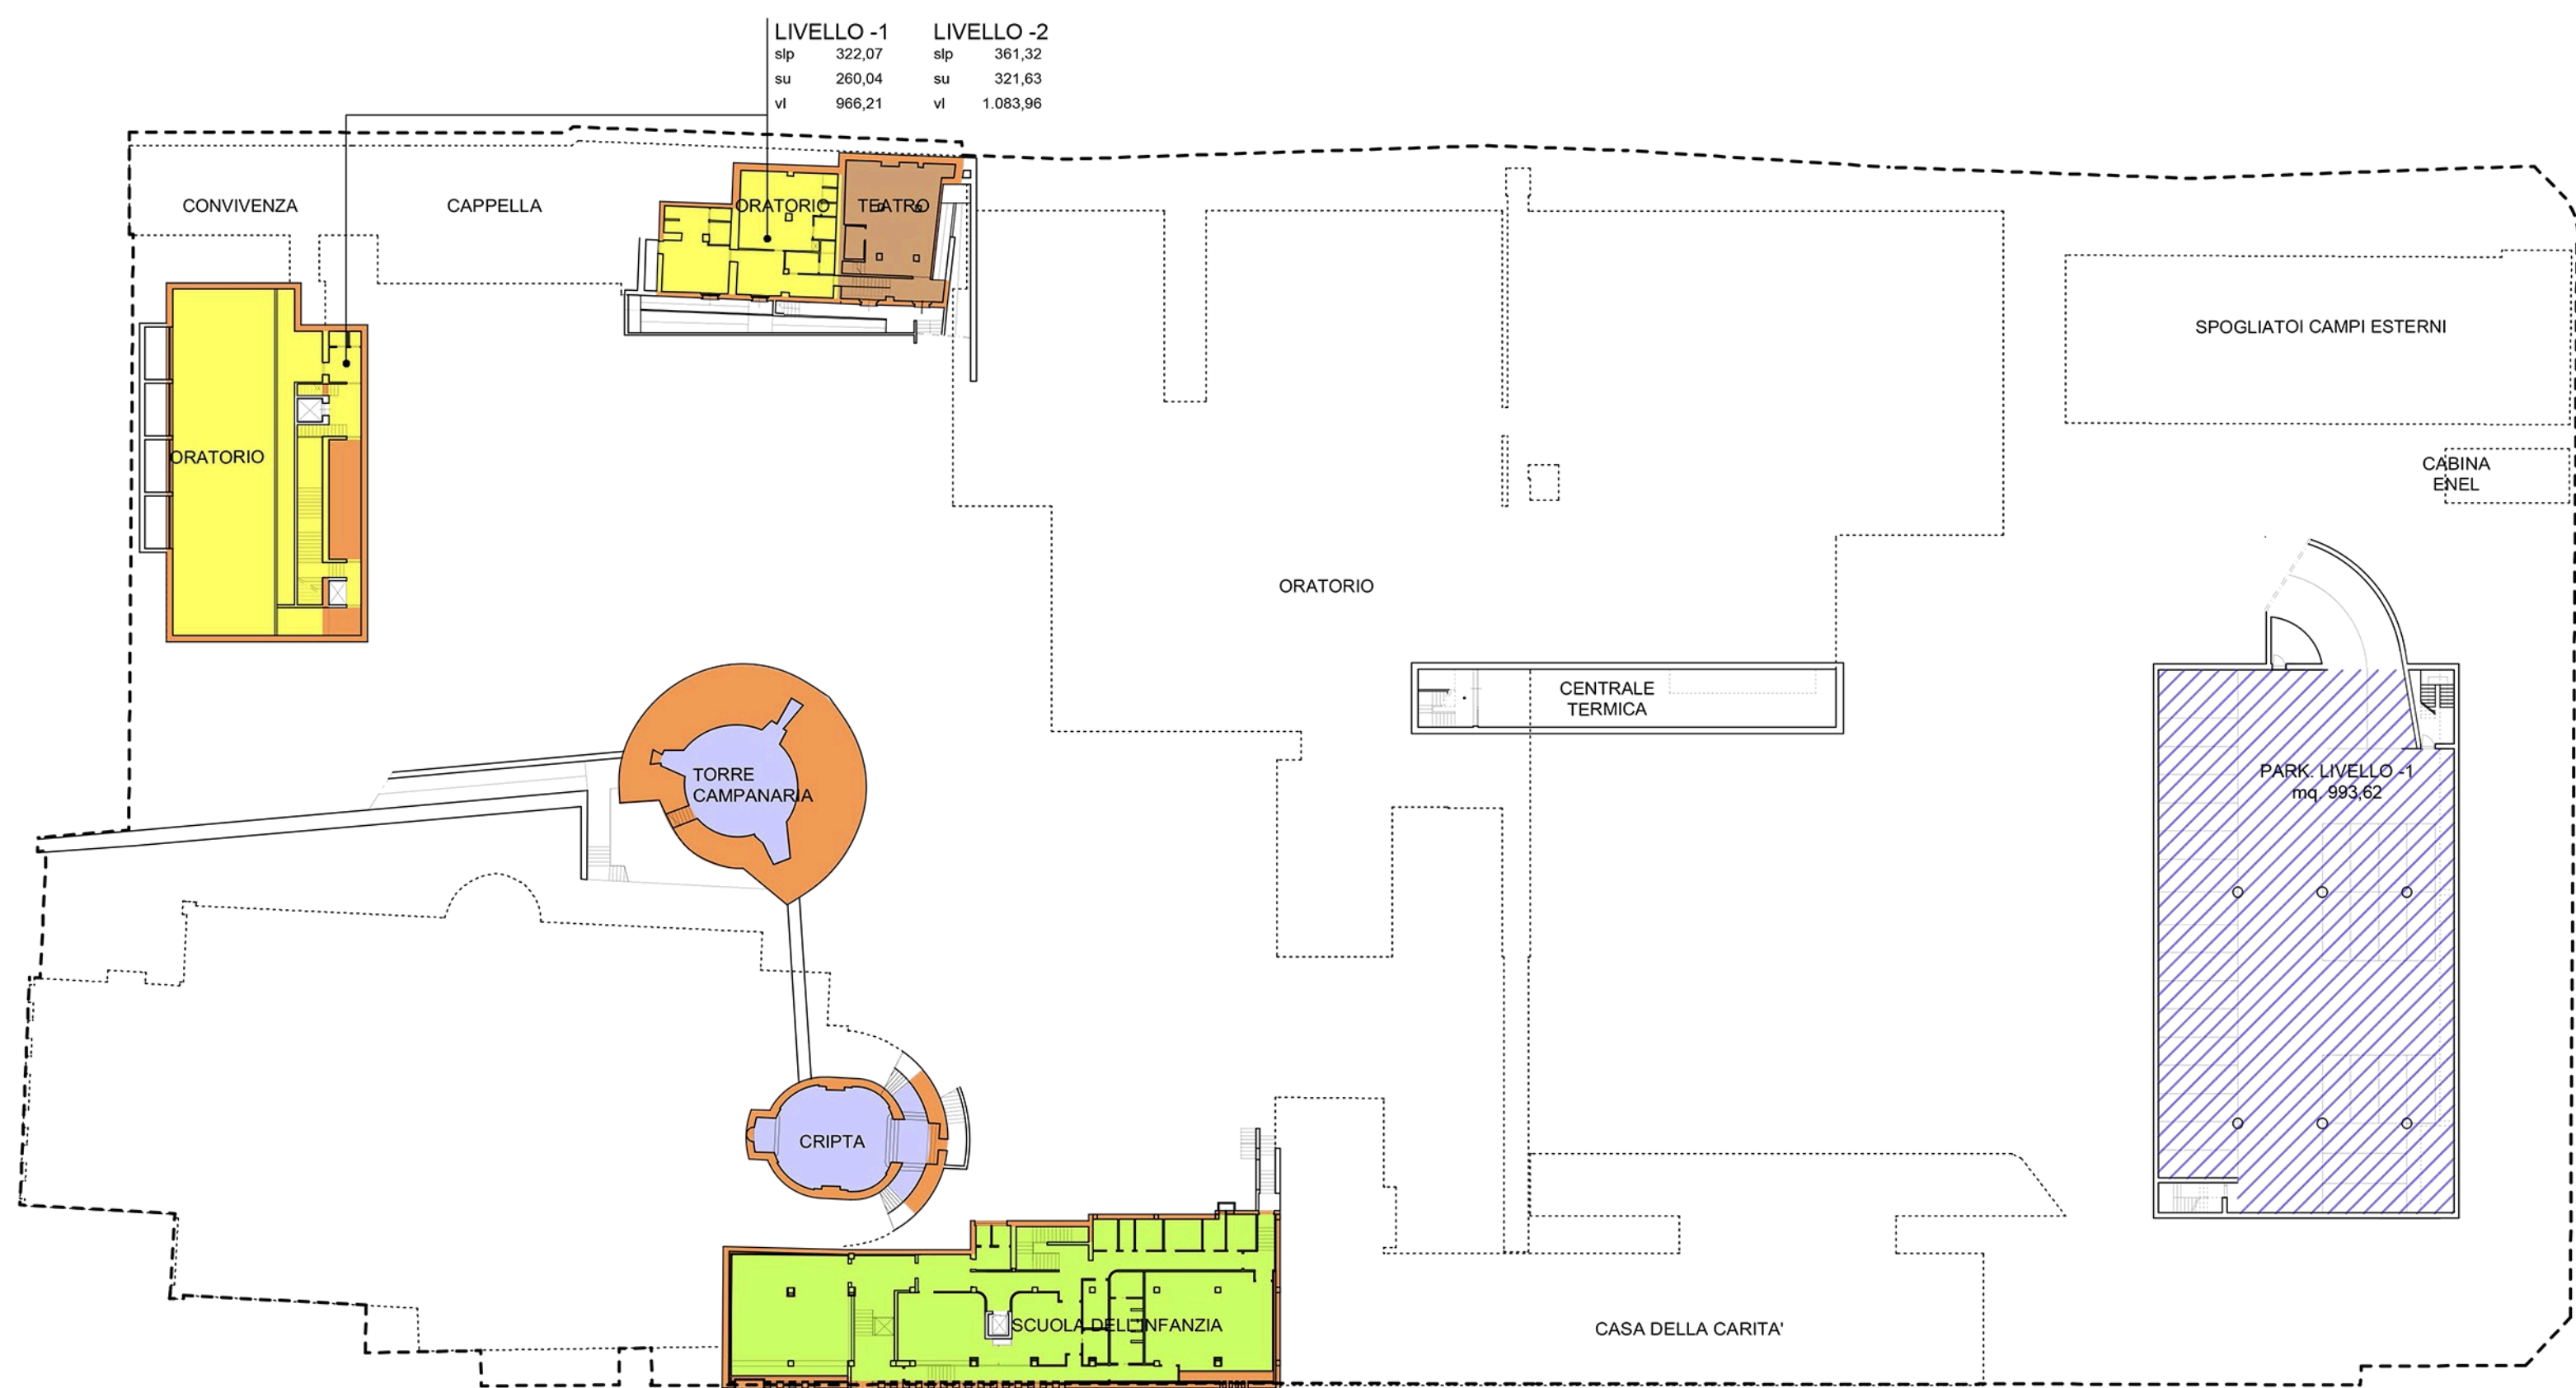 LIVELLO -1 LIVELLO -2
slp 322,07 slp 361,32
su 260,04 su 321,63
vl 966,21 vl 1.083,96
CONVIVENZA
CAPPELLA
ORATORIO
TEATRO
SPOGLIATOI CAMPI ESTERNI
ORATORIO
CABINA
ENEL
ORATORIO
CENTRALE
TERMICA
TORRE
CAMPANARIA
PARK. LIVELLO -1
mq. 993,62
CRIPTA
SCUOLA DELL'INFANZIA
CASA DELLA CARITA'